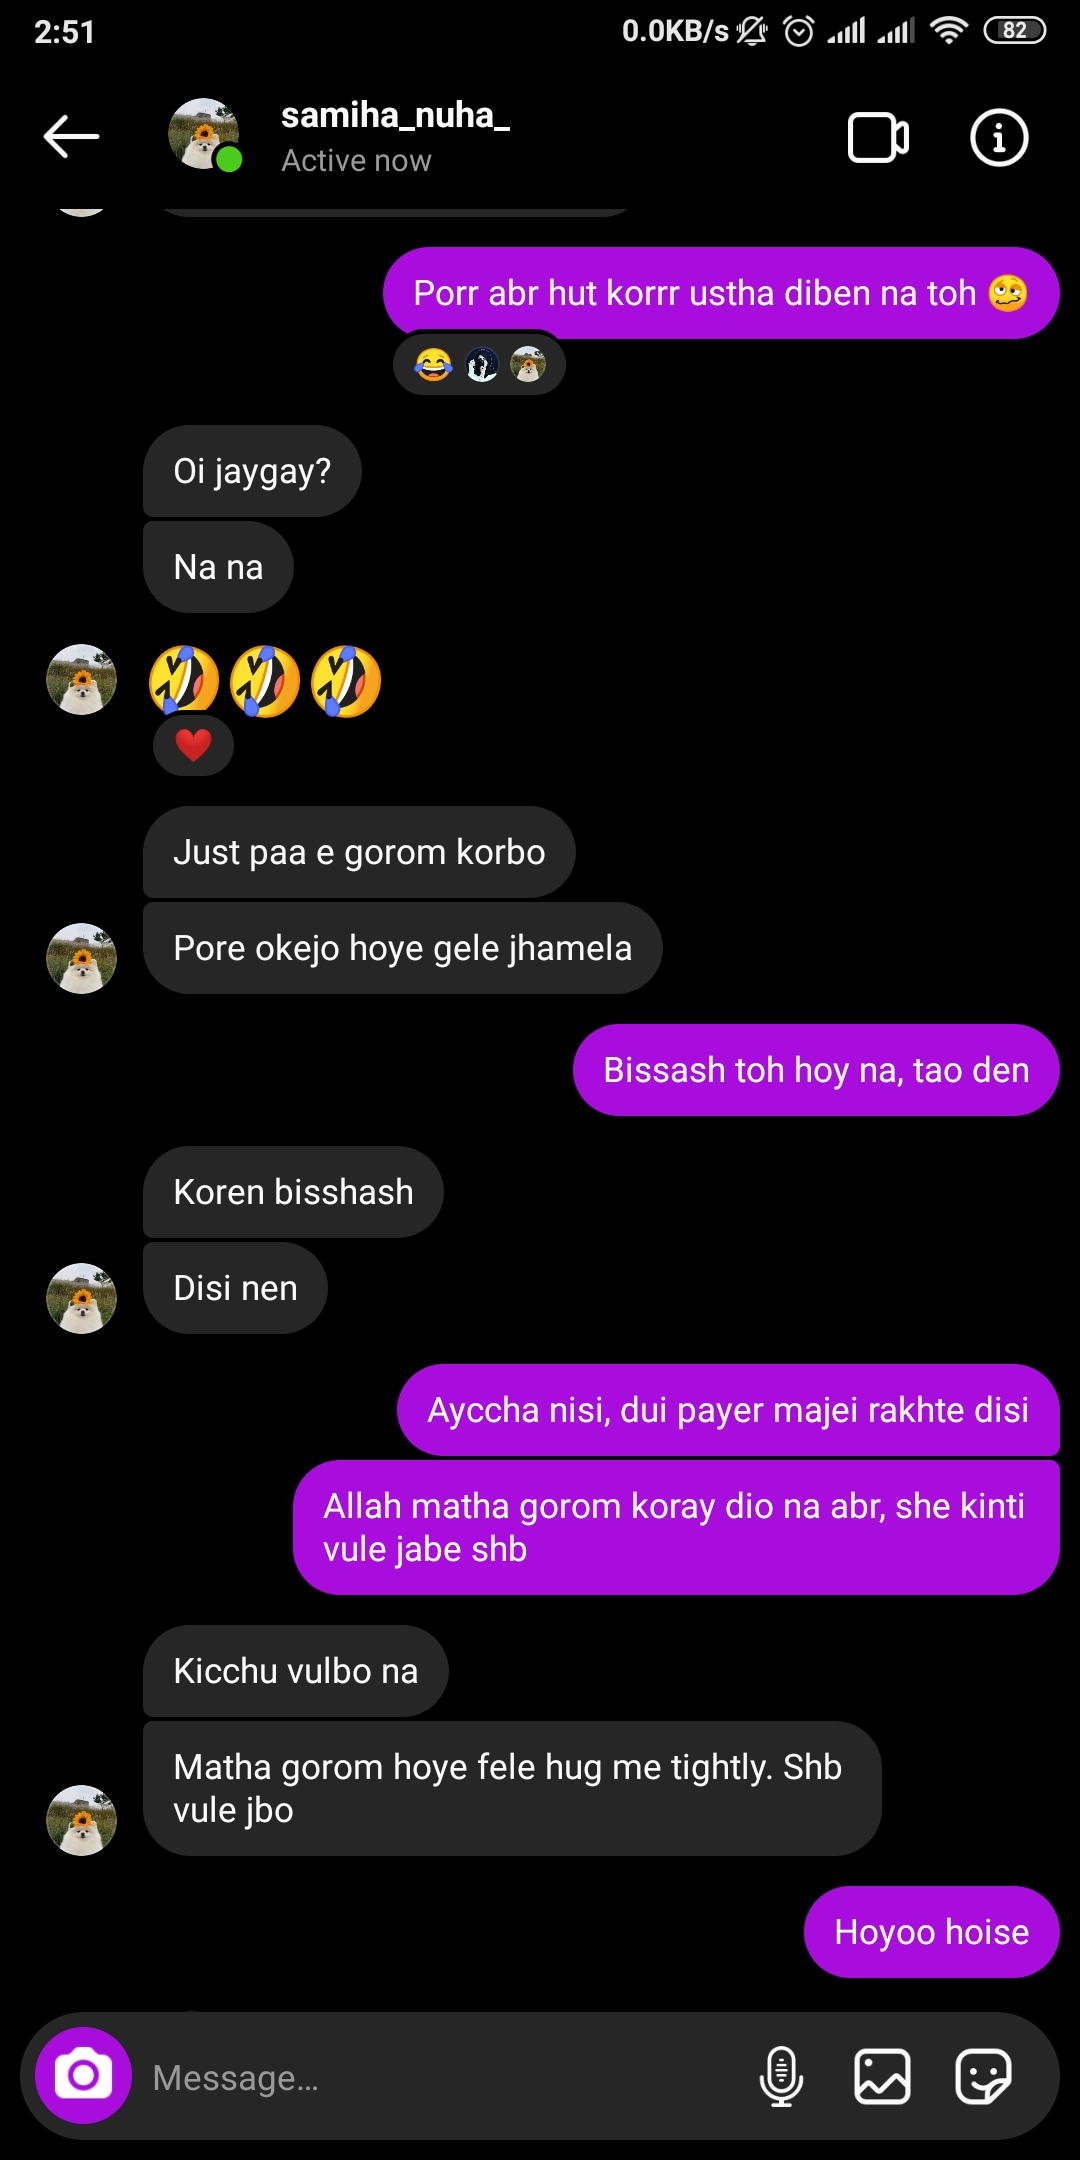 2:51
0.0KB/s
82
samiha_nuha_
Active now
Porr abr hut korrr ustha diben na toh 🥴
😂
Oi jaygay?
Na na
🤣🤣🤣
❤️
Just paa e gorom korbo
Pore okejo hoye gele jhamela
Bissash toh hoy na, tao den
Koren bisshash
Disi nen
Ayccha nisi, dui payer majei rakhte disi
Allah matha gorom koray dio na abr, she kinti
vule jabe shb
Kicchu vulbo na
Matha gorom hoye fele hug me tightly. Shb
vule jbo
Hoyoo hoise
Message...